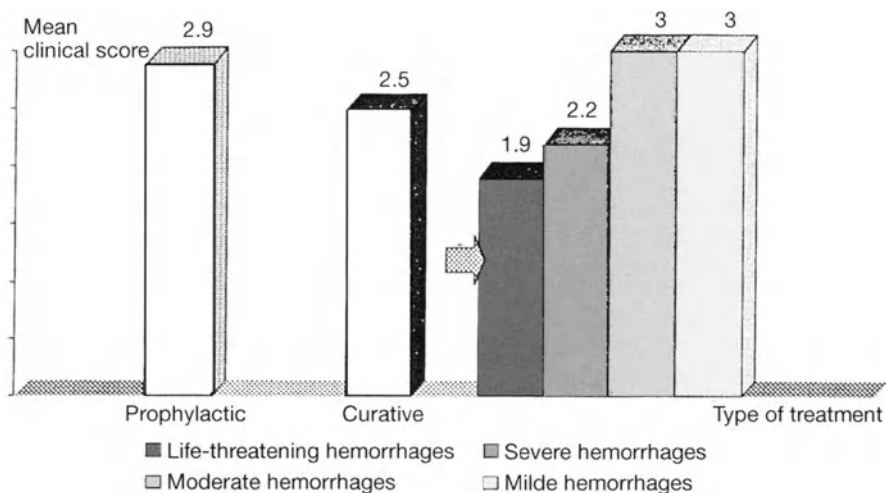 Mean
clinical score
2.9
2.5
1.9
2.2
3
3
Prophylactic
Curative
Type of treatment
Life-threatening hemorrhages
Severe hemorrhages
Moderate hemorrhages
Milde hemorrhages